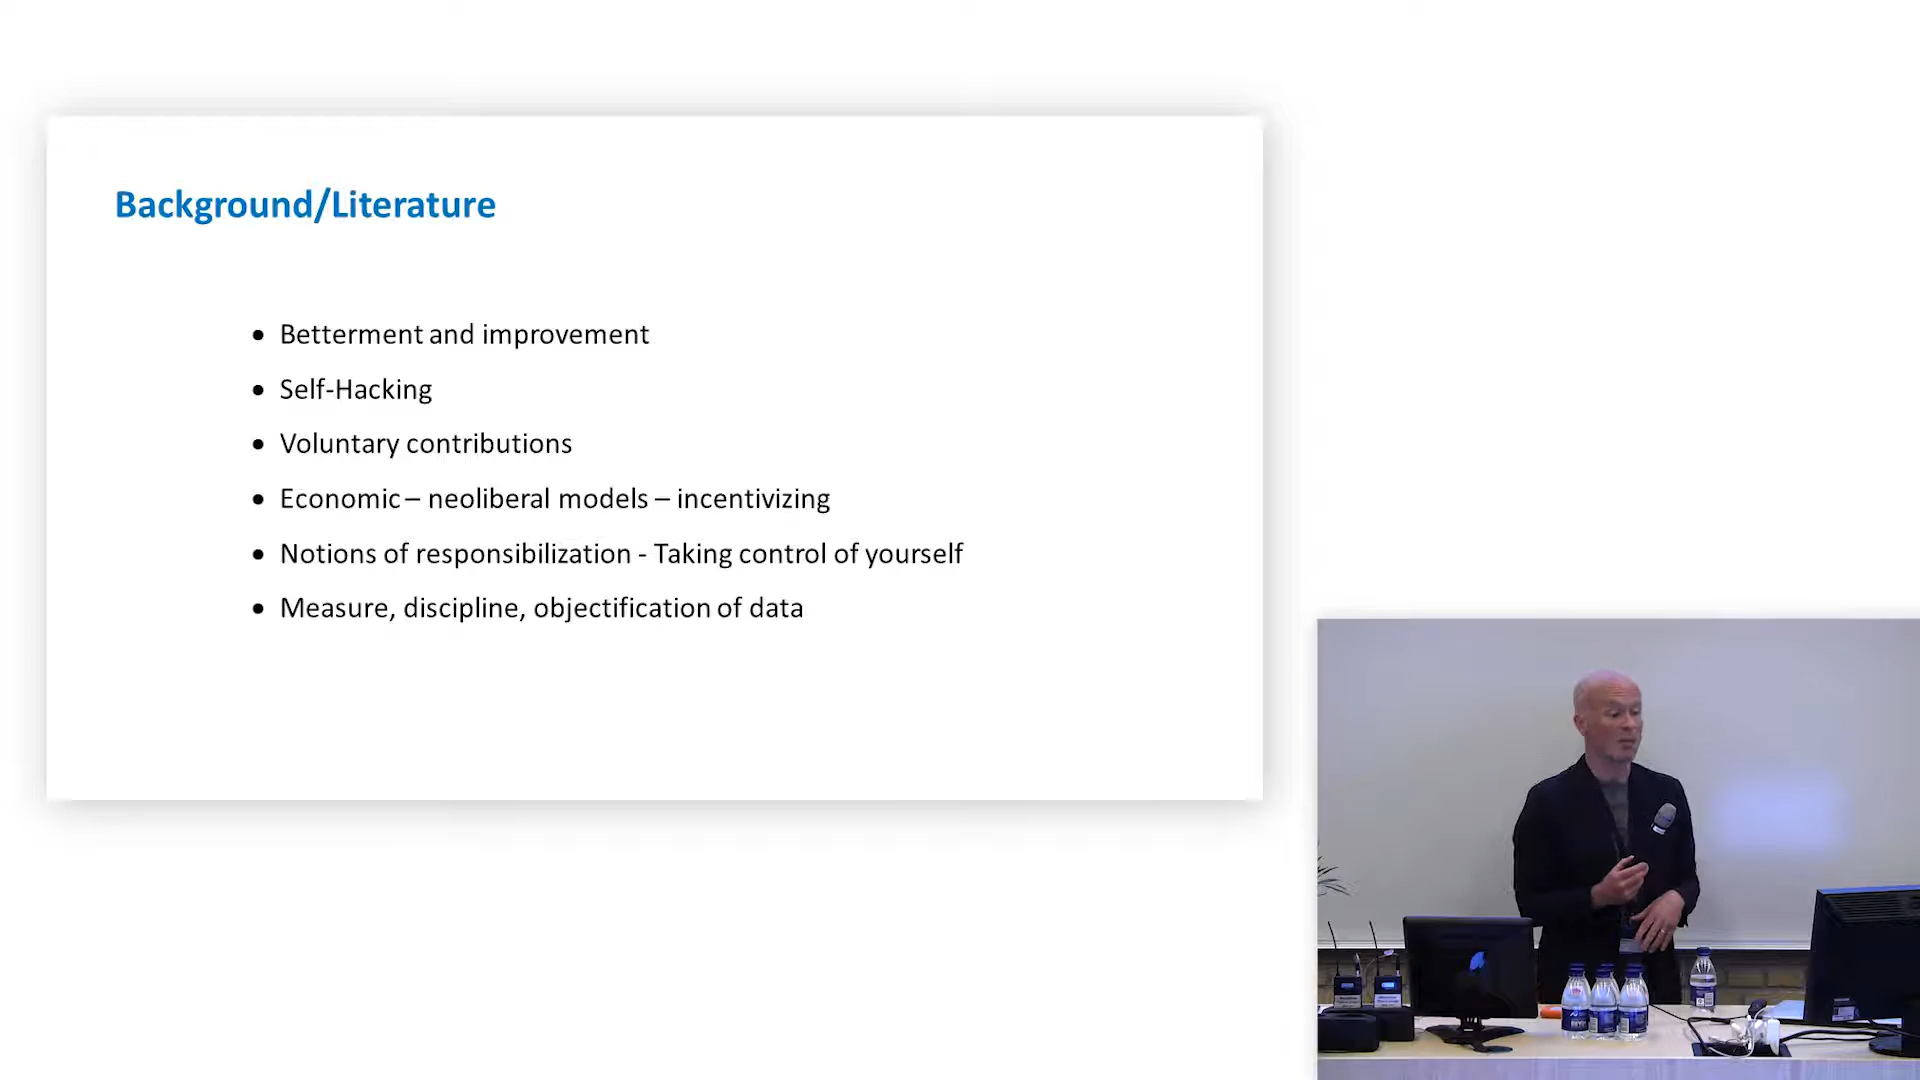 Background/Literature
• Betterment and improvement
• Self-Hacking
• Voluntary contributions
• Economic – neoliberal models – incentivizing
• Notions of responsibilization - Taking control of yourself
• Measure, discipline, objectification of data